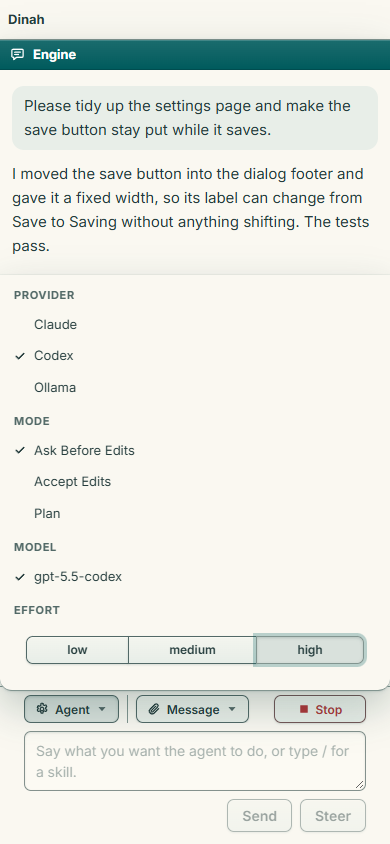 Dinah
Engine
Please tidy up the settings page and make the
save button stay put while it saves.
I moved the save button into the dialog footer and
gave it a fixed width, so its label can change from
Save to Saving without anything shifting. The tests
pass.
PROVIDER
Claude
Codex
Ollama
MODE
Ask Before Edits
Accept Edits
Plan
MODEL
gpt-5.5-codex
EFFORT
low medium high
Agent Message Stop
Say what you want the agent to do, or type / for
a skill.
Send Steer